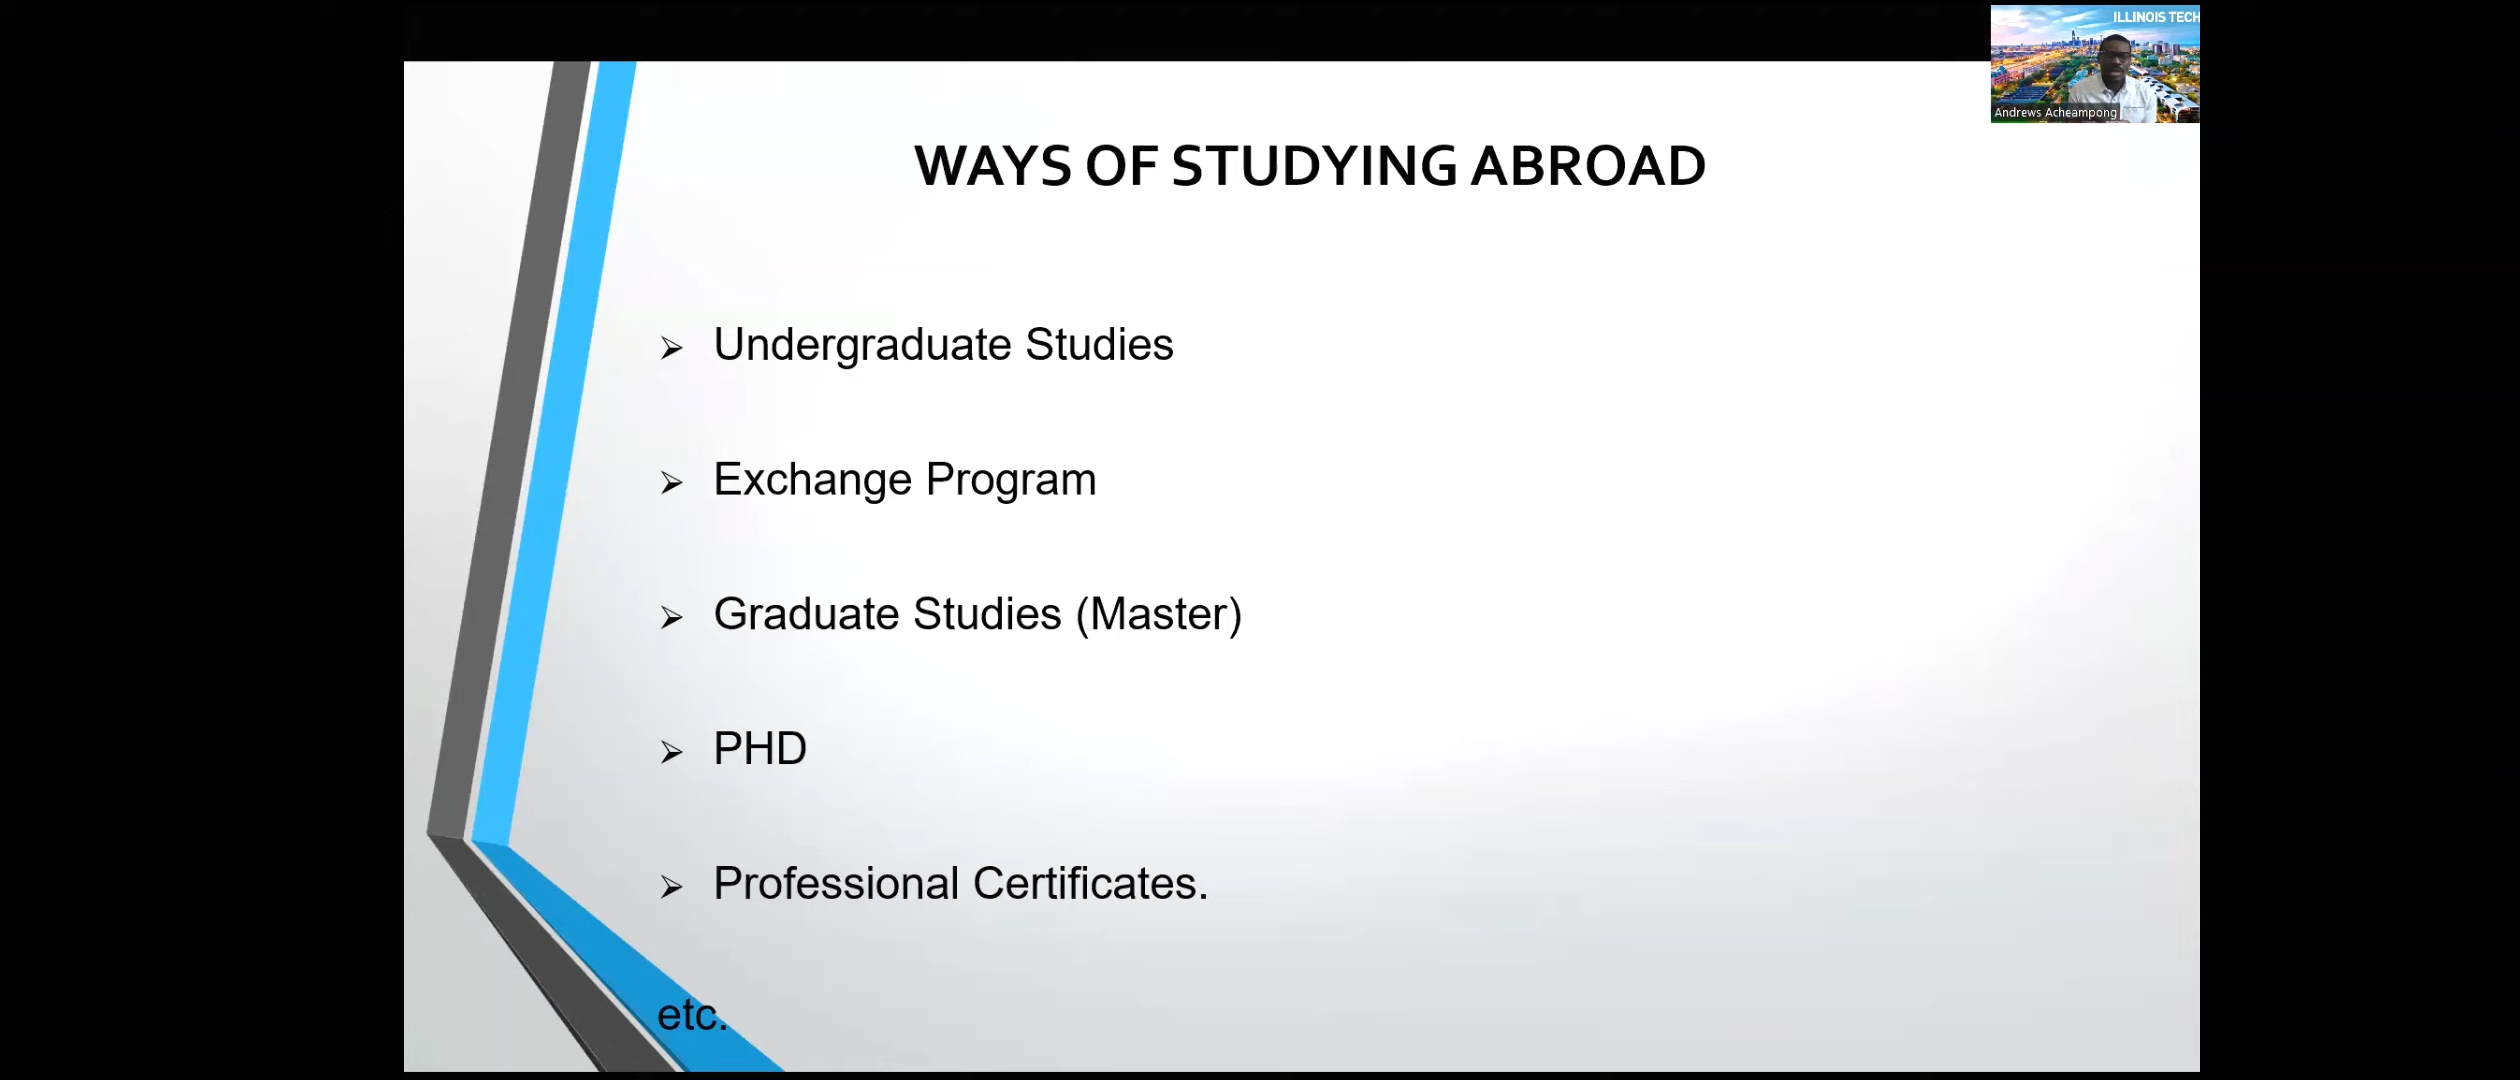 ILLINOIS TECH
Andrews Acheampong
WAYS OF STUDYING ABROAD
Undergraduate Studies
Exchange Program
Graduate Studies (Master)
PHD
Professional Certificates.
etc.